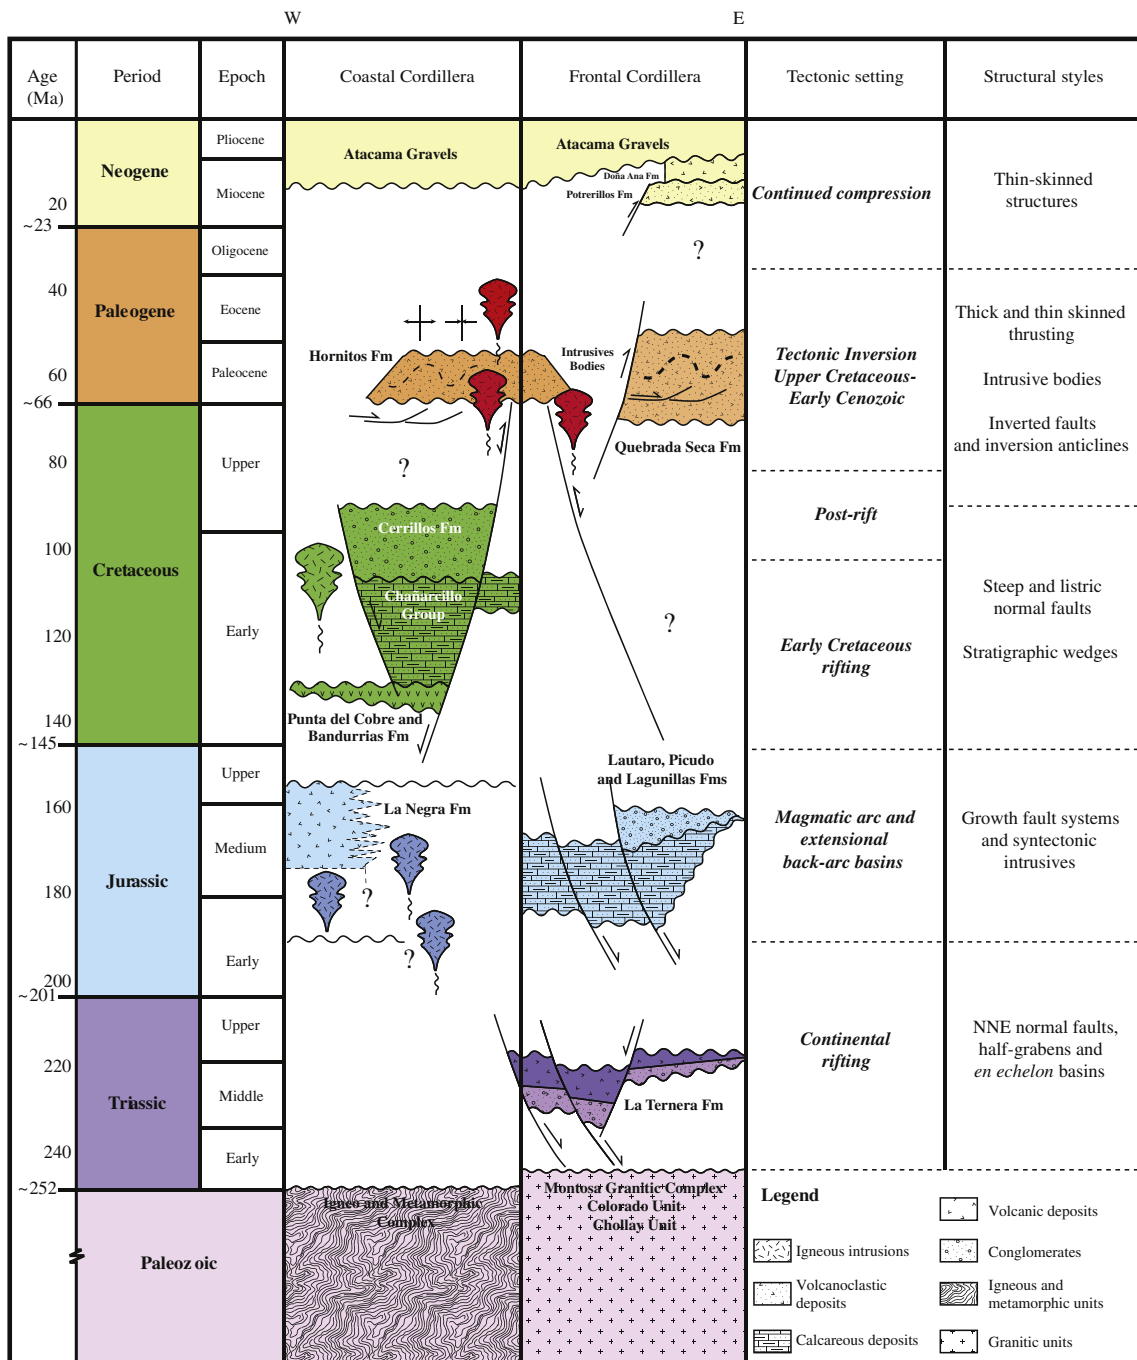 W
E
Age
(Ma)
Period
Epoch
Coastal Cordillera
Frontal Cordillera
Tectonic setting
Structural styles
Neogene
Pliocene
Miocene
20
~23
Atacama Gravels
Atacama Gravels
Doña Ana Fm
Potrerillos Fm
?
Continued compression
Thin-skinned
structures
Paleogene
Oligocene
Eocene
Paleocene
40
60
~66
Hornitos Fm
Intrusives
Bodies
Quebrada Seca Fm
Tectonic Inversion
Upper Cretaceous-
Early Cenozoic
Thick and thin skinned
thrusting
Intrusive bodies
Inverted faults
and inversion anticlines
Cretaceous
Upper
Early
80
100
120
140
~145
?
Cerrillos Fm
Chañarcillo
Group
Punta del Cobre and
Bandurrias Fm
?
Post-rift
Early Cretaceous
rifting
Steep and listric
normal faults
Stratigraphic wedges
Jurassic
Upper
Medium
Early
160
180
200
~201
La Negra Fm
?
?
Lautaro, Picudo
and Lagunillas Fms
Magmatic arc and
extensional
back-arc basins
Growth fault systems
and syntectonic
intrusives
Triassic
Upper
Middle
Early
220
240
~252
La Ternera Fm
Continental
rifting
NNE normal faults,
half-grabens and
en echelon basins
Paleozoic
Igneo and Metamorphic
Complex
Montosa Granitic Complex
Colorado Unit
Chollay Unit
Legend
Igneous intrusions
Volcanoclastic
deposits
Calcareous deposits
Volcanic deposits
Conglomerates
Igneous and
metamorphic units
Granitic units